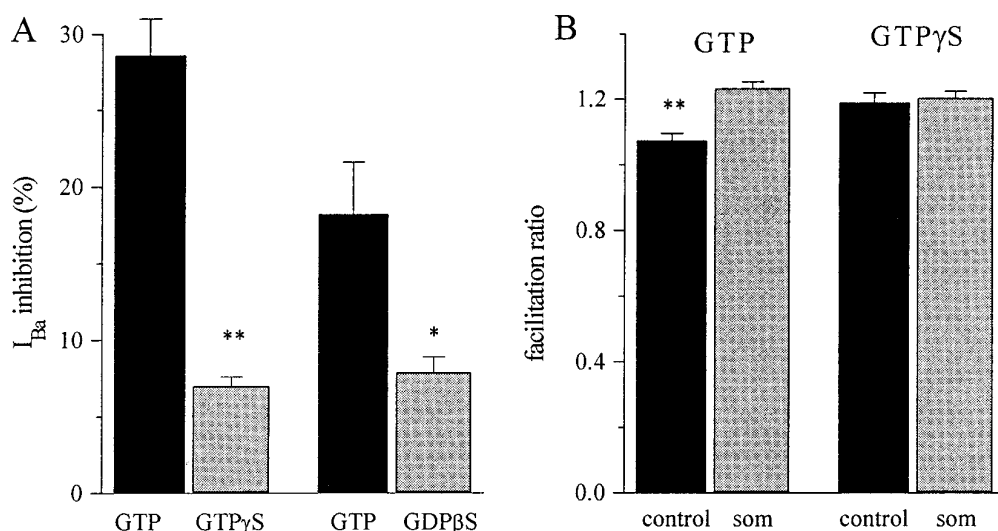 A
30
20
10
0
I_Ba inhibition (%)
**
*
GTP GTPγS GTP GDPβS
B
GTP GTPγS
1.2
0.8
0.4
0.0
facilitation ratio
**
control som control som